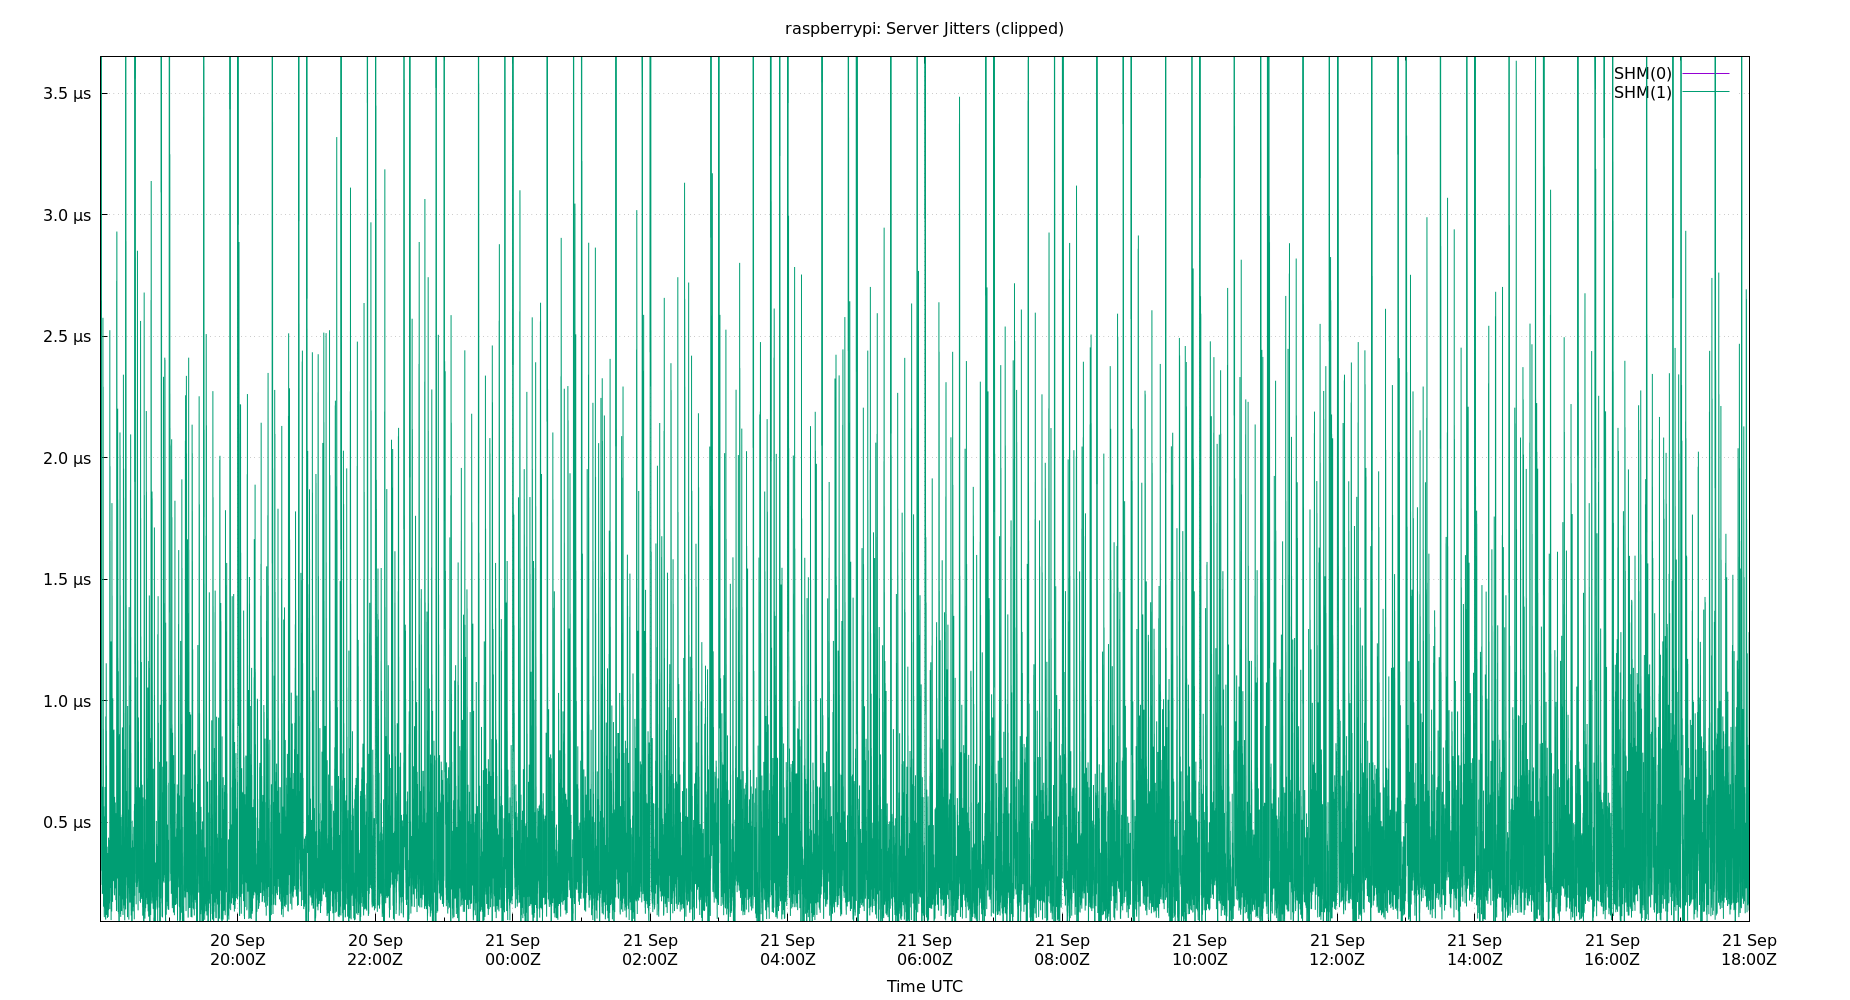 raspberrypi: Server Jitters (clipped)
SHM(0)
SHM(1)
3.5 µs
3.0 µs
2.5 µs
2.0 µs
1.5 µs
1.0 µs
0.5 µs
20 Sep 20 Sep 21 Sep 21 Sep 21 Sep 21 Sep 21 Sep 21 Sep 21 Sep 21 Sep 21 Sep 21 Sep
20:00Z 22:00Z 00:00Z 02:00Z 04:00Z 06:00Z 08:00Z 10:00Z 12:00Z 14:00Z 16:00Z 18:00Z
Time UTC